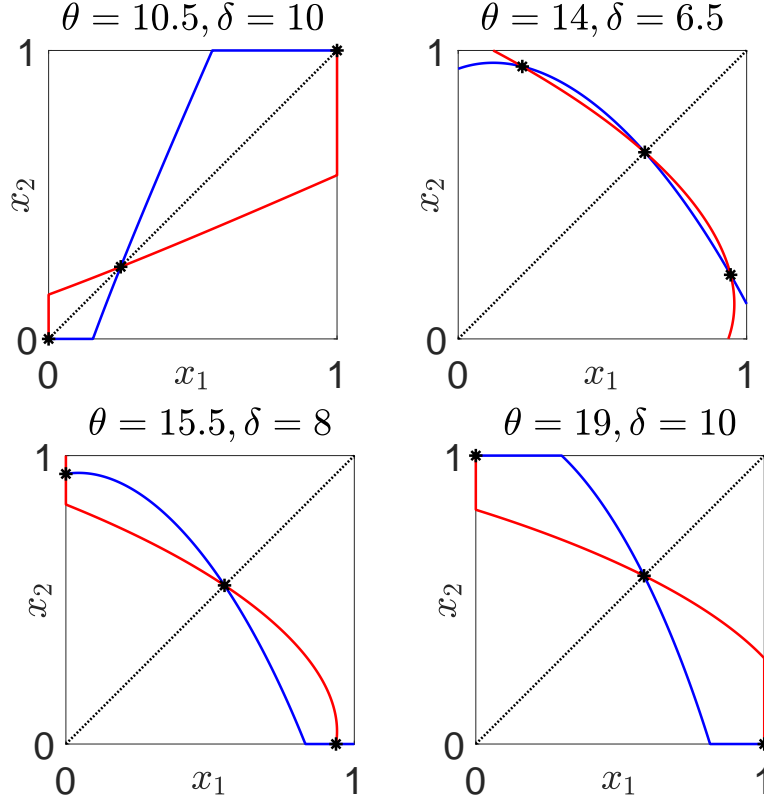 θ = 10.5, δ = 10
θ = 14, δ = 6.5
1
x₂
0
0
x₁
1
1
x₂
0
0
x₁
1
θ = 15.5, δ = 8
θ = 19, δ = 10
1
x₂
0
0
x₁
1
1
x₂
0
0
x₁
1